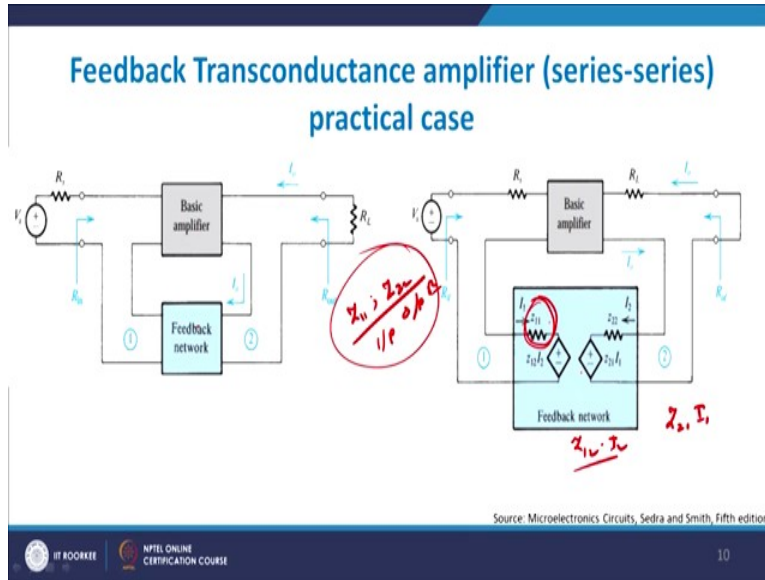 Feedback Transconductance amplifier (series-series)
practical case
Rs
Vs
Basic
amplifier
Io
RL
Rin
Io
Rout
1
2
Feedback
network
Z11 ; Z22
I/P O/P
Rs
RL
Vs
Basic
amplifier
Io
Io
Rif
Rof
I1
I2
z11
z22
z12I2
z21I1
1
2
Feedback network
Z12 . I2
Z21 I1
Source: Microelectronics Circuits, Sedra and Smith, Fifth edition
IIT ROORKEE
NPTEL ONLINE
CERTIFICATION COURSE
10